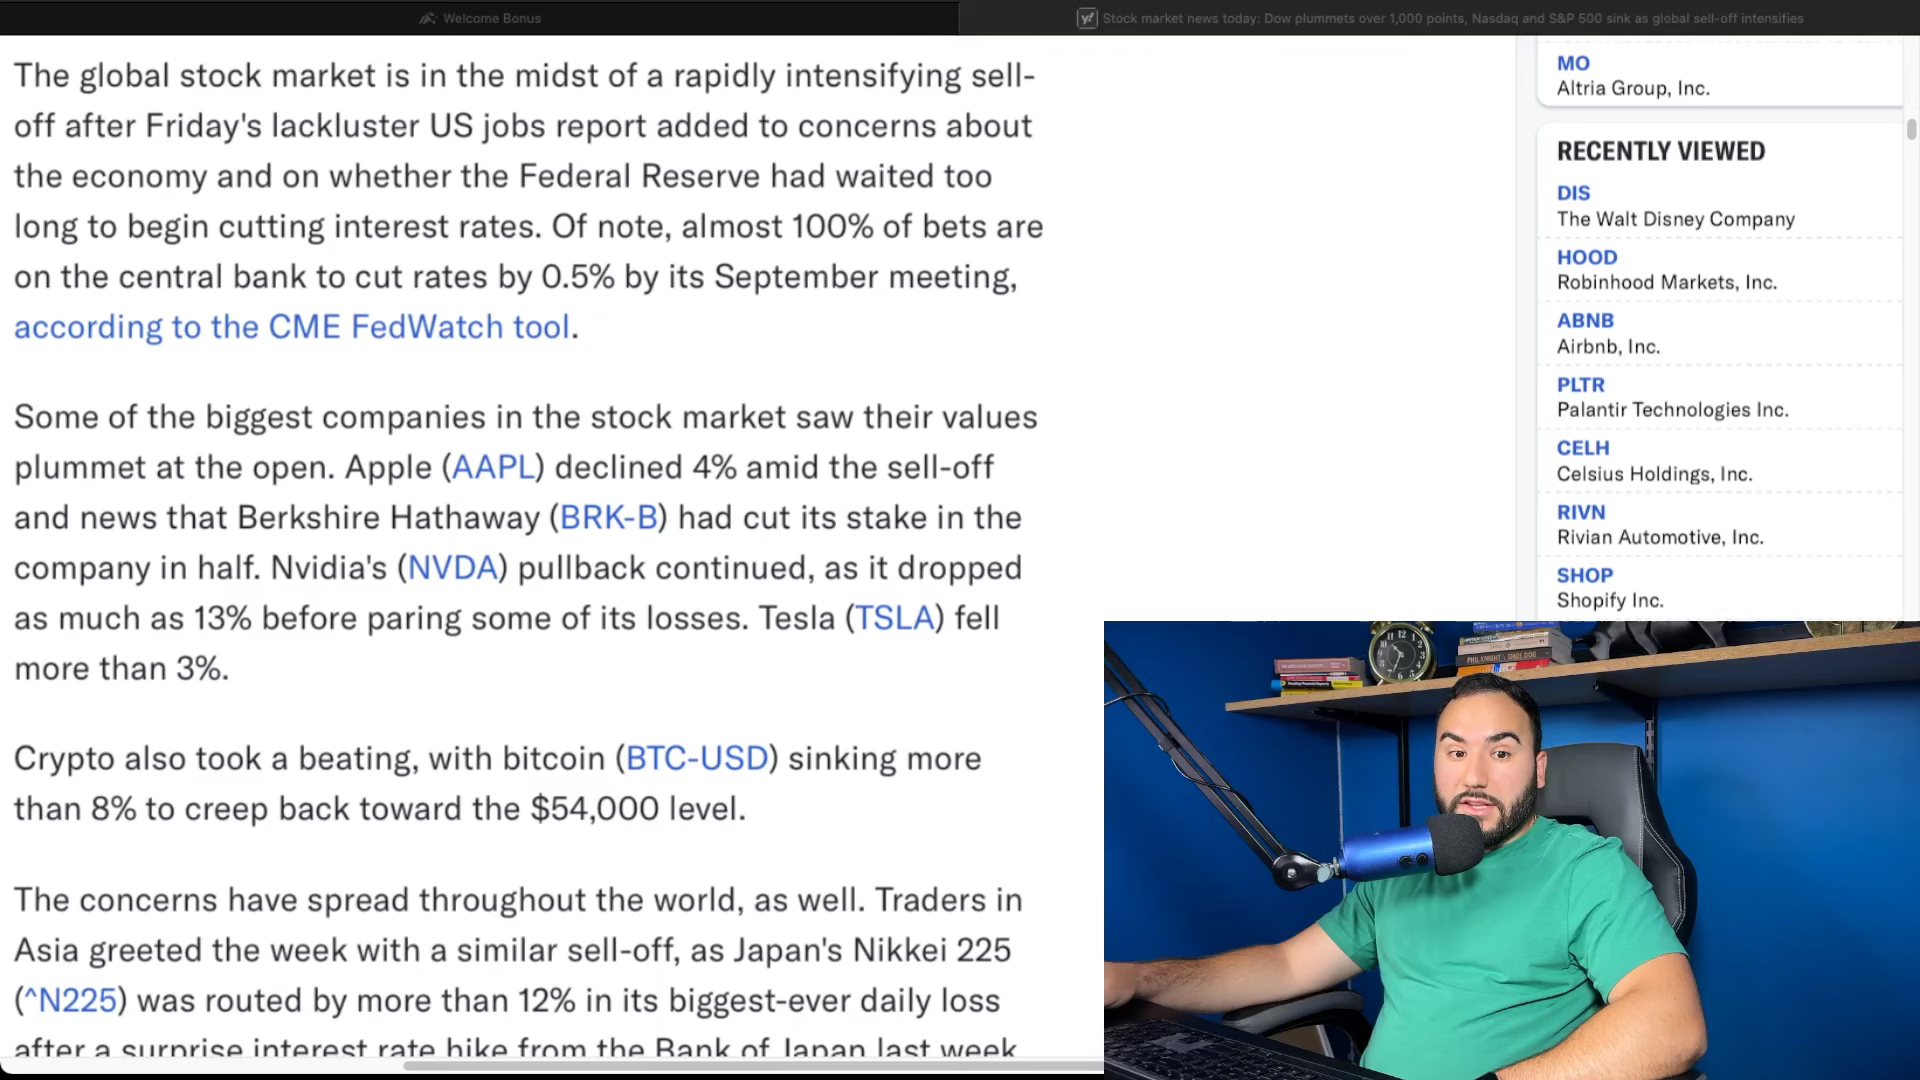 Welcome Bonus
Stock market news today: Dow plummets over 1,000 points, Nasdaq and S&P 500 sink as global sell-off intensifies
The global stock market is in the midst of a rapidly intensifying sell-
off after Friday's lackluster US jobs report added to concerns about
the economy and on whether the Federal Reserve had waited too
long to begin cutting interest rates. Of note, almost 100% of bets are
on the central bank to cut rates by 0.5% by its September meeting,
according to the CME FedWatch tool.
Some of the biggest companies in the stock market saw their values
plummet at the open. Apple (AAPL) declined 4% amid the sell-off
and news that Berkshire Hathaway (BRK-B) had cut its stake in the
company in half. Nvidia's (NVDA) pullback continued, as it dropped
as much as 13% before paring some of its losses. Tesla (TSLA) fell
more than 3%.
Crypto also took a beating, with bitcoin (BTC-USD) sinking more
than 8% to creep back toward the $54,000 level.
The concerns have spread throughout the world, as well. Traders in
Asia greeted the week with a similar sell-off, as Japan's Nikkei 225
(^N225) was routed by more than 12% in its biggest-ever daily loss
after a surprise interest rate hike from the Bank of Japan last week
MO
Altria Group, Inc.
RECENTLY VIEWED
DIS
The Walt Disney Company
HOOD
Robinhood Markets, Inc.
ABNB
Airbnb, Inc.
PLTR
Palantir Technologies Inc.
CELH
Celsius Holdings, Inc.
RIVN
Rivian Automotive, Inc.
SHOP
Shopify Inc.
PHIL KNIGHT SHOE DOG